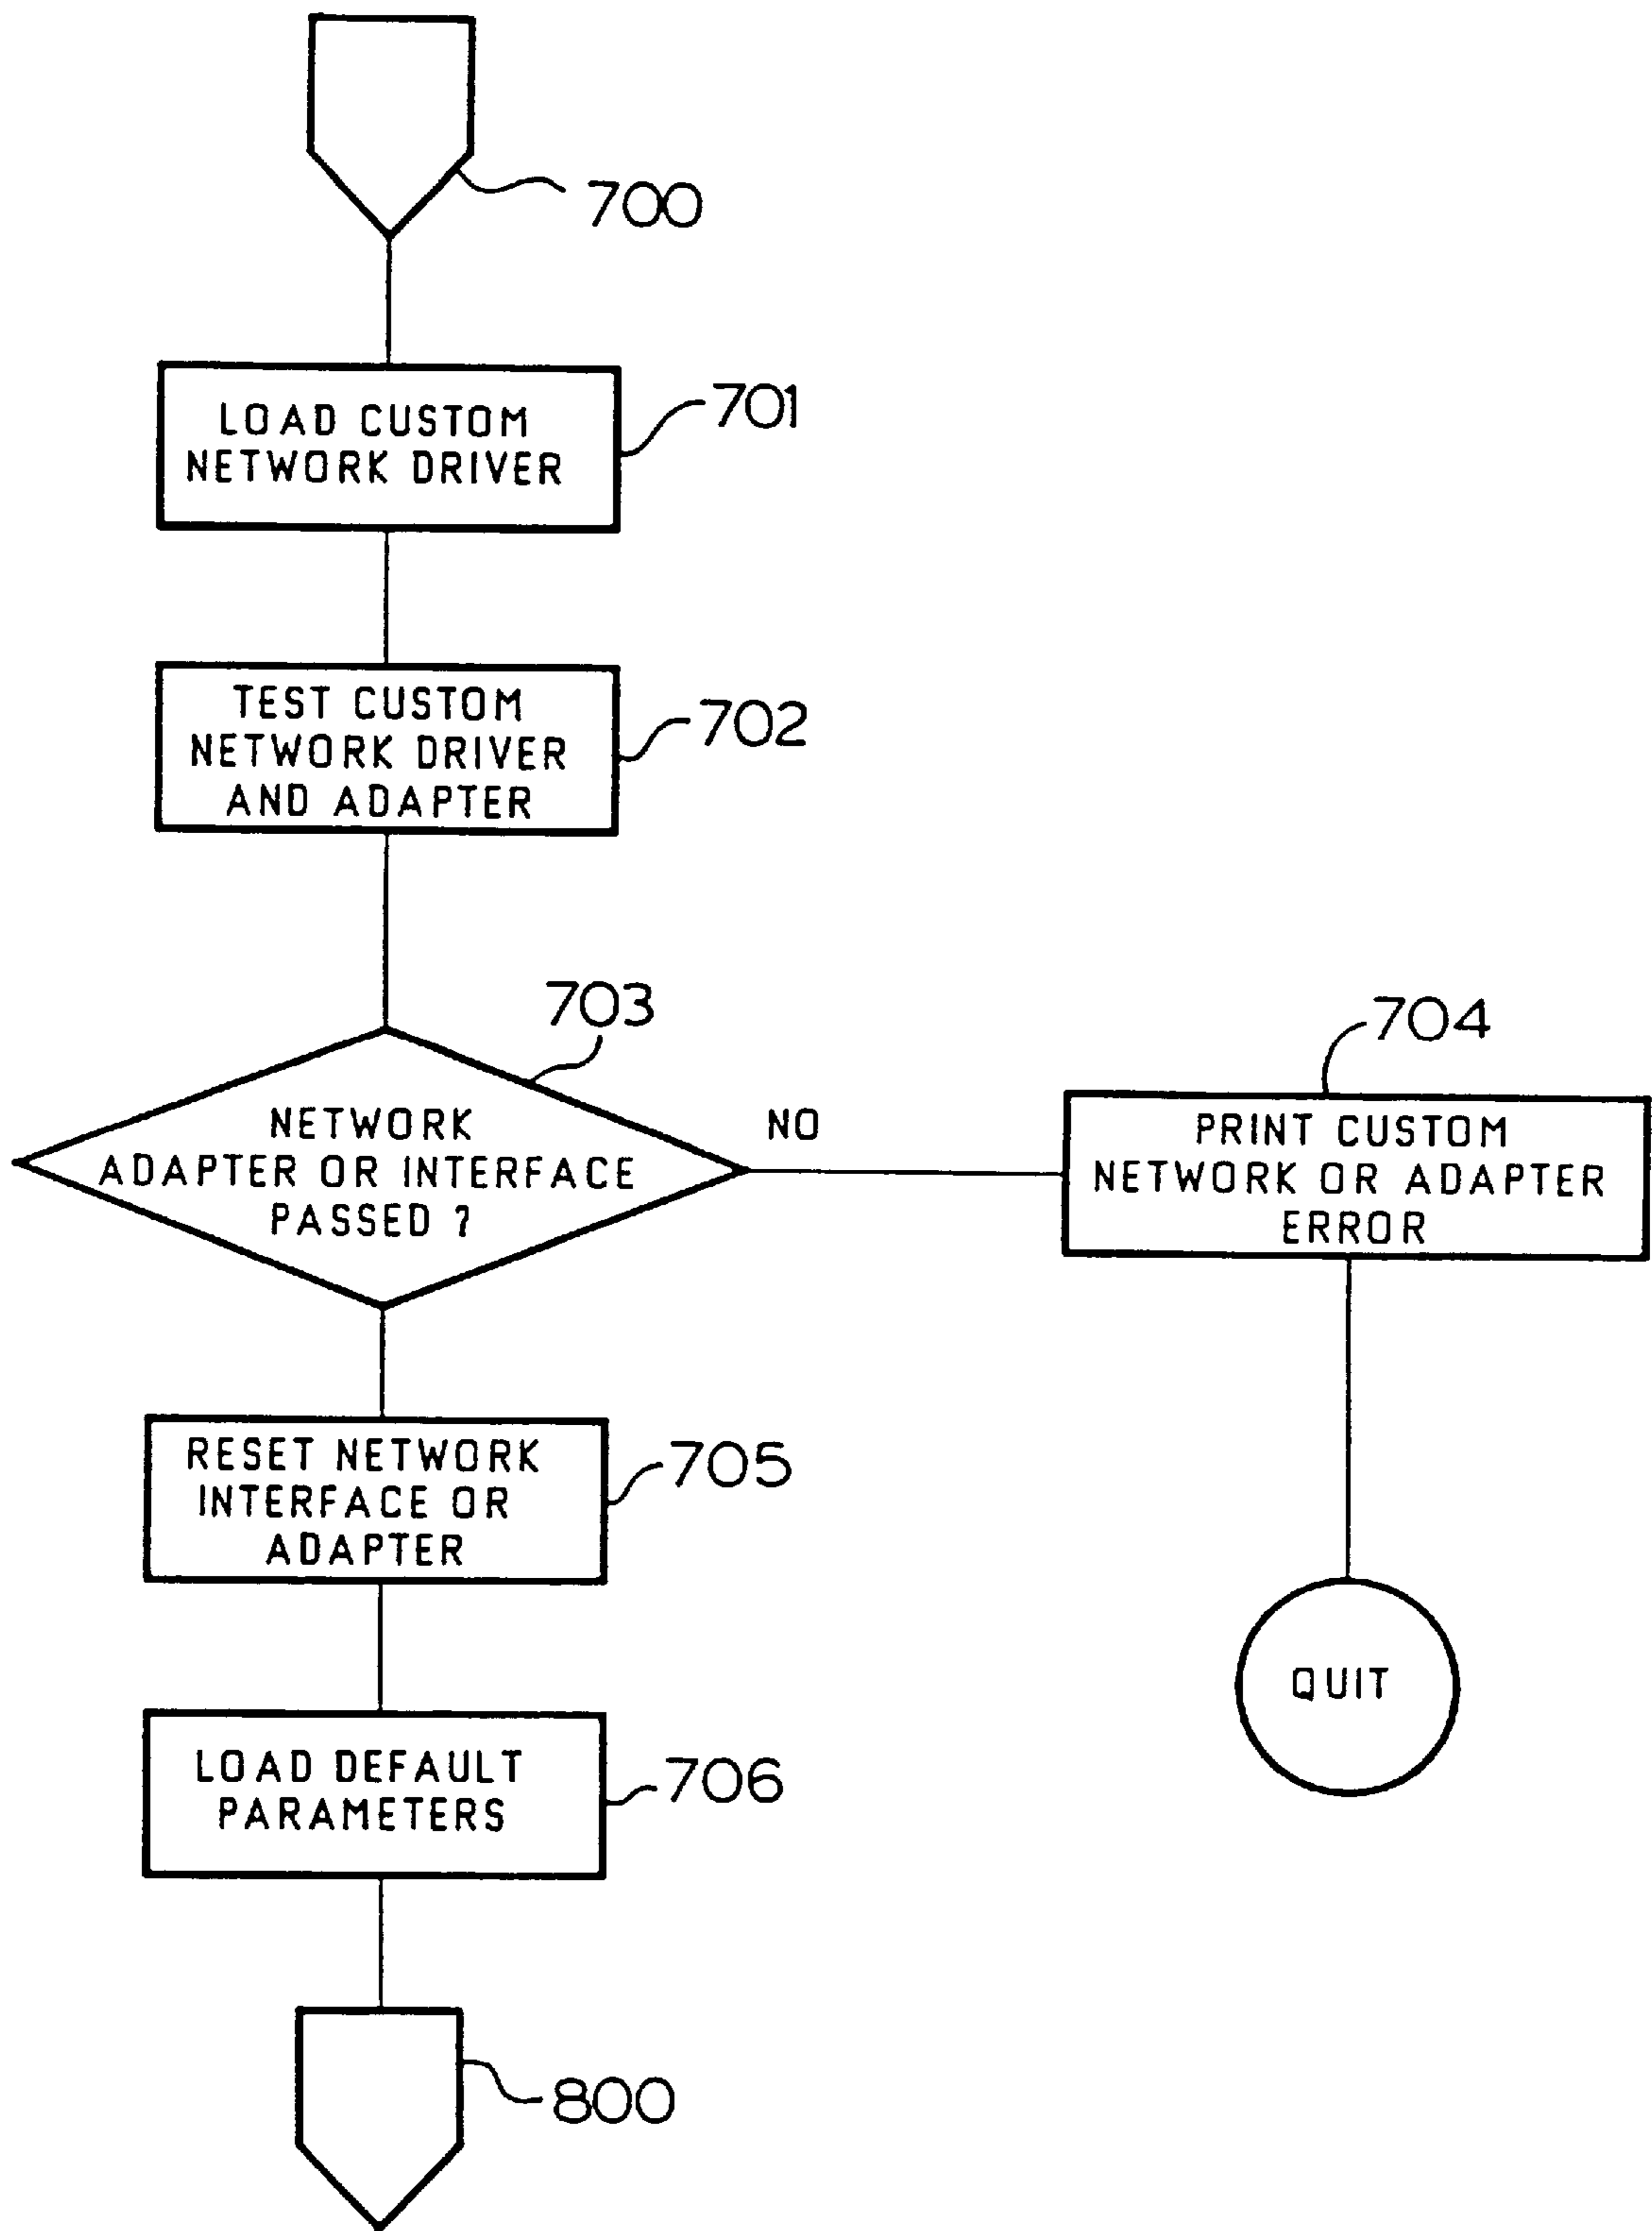 700
LOAD CUSTOM
NETWORK DRIVER
701
TEST CUSTOM
NETWORK DRIVER
AND ADAPTER
702
703
NETWORK
ADAPTER OR INTERFACE
PASSED ?
NO
704
PRINT CUSTOM
NETWORK OR ADAPTER
ERROR
RESET NETWORK
INTERFACE OR
ADAPTER
705
QUIT
LOAD DEFAULT
PARAMETERS
706
800